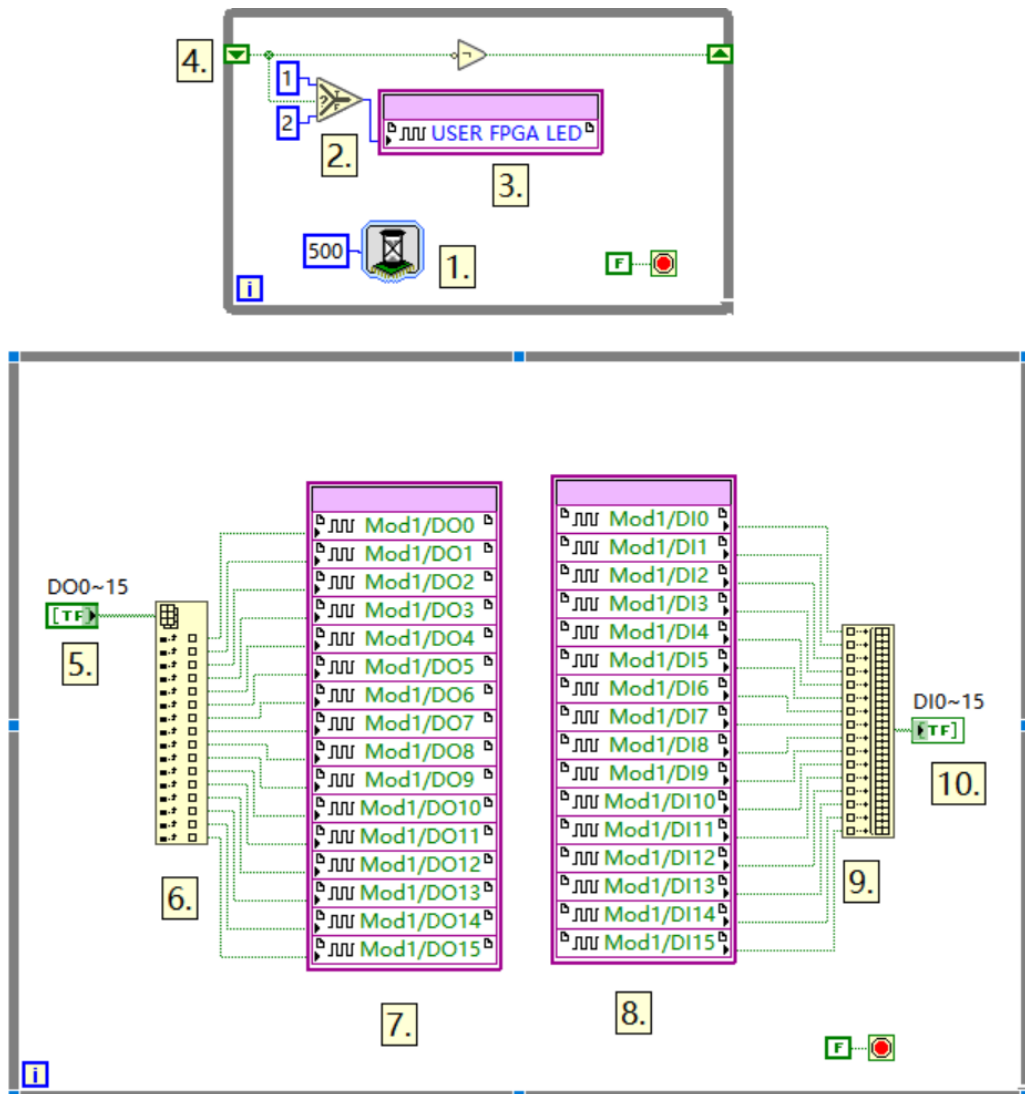 4.
1
?
T
F
2
USER FPGA LED
2.
3.
500
1.
F
i
DO0~15
[TF]
5.
6.
Mod1/DO0
Mod1/DO1
Mod1/DO2
Mod1/DO3
Mod1/DO4
Mod1/DO5
Mod1/DO6
Mod1/DO7
Mod1/DO8
Mod1/DO9
Mod1/DO10
Mod1/DO11
Mod1/DO12
Mod1/DO13
Mod1/DO14
Mod1/DO15
7.
Mod1/DI0
Mod1/DI1
Mod1/DI2
Mod1/DI3
Mod1/DI4
Mod1/DI5
Mod1/DI6
Mod1/DI7
Mod1/DI8
Mod1/DI9
Mod1/DI10
Mod1/DI11
Mod1/DI12
Mod1/DI13
Mod1/DI14
Mod1/DI15
8.
9.
DI0~15
TF]
10.
F
i